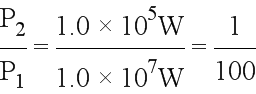 P₂/P₁ = 1.0 × 10⁵W / 1.0 × 10⁷W = 1/100